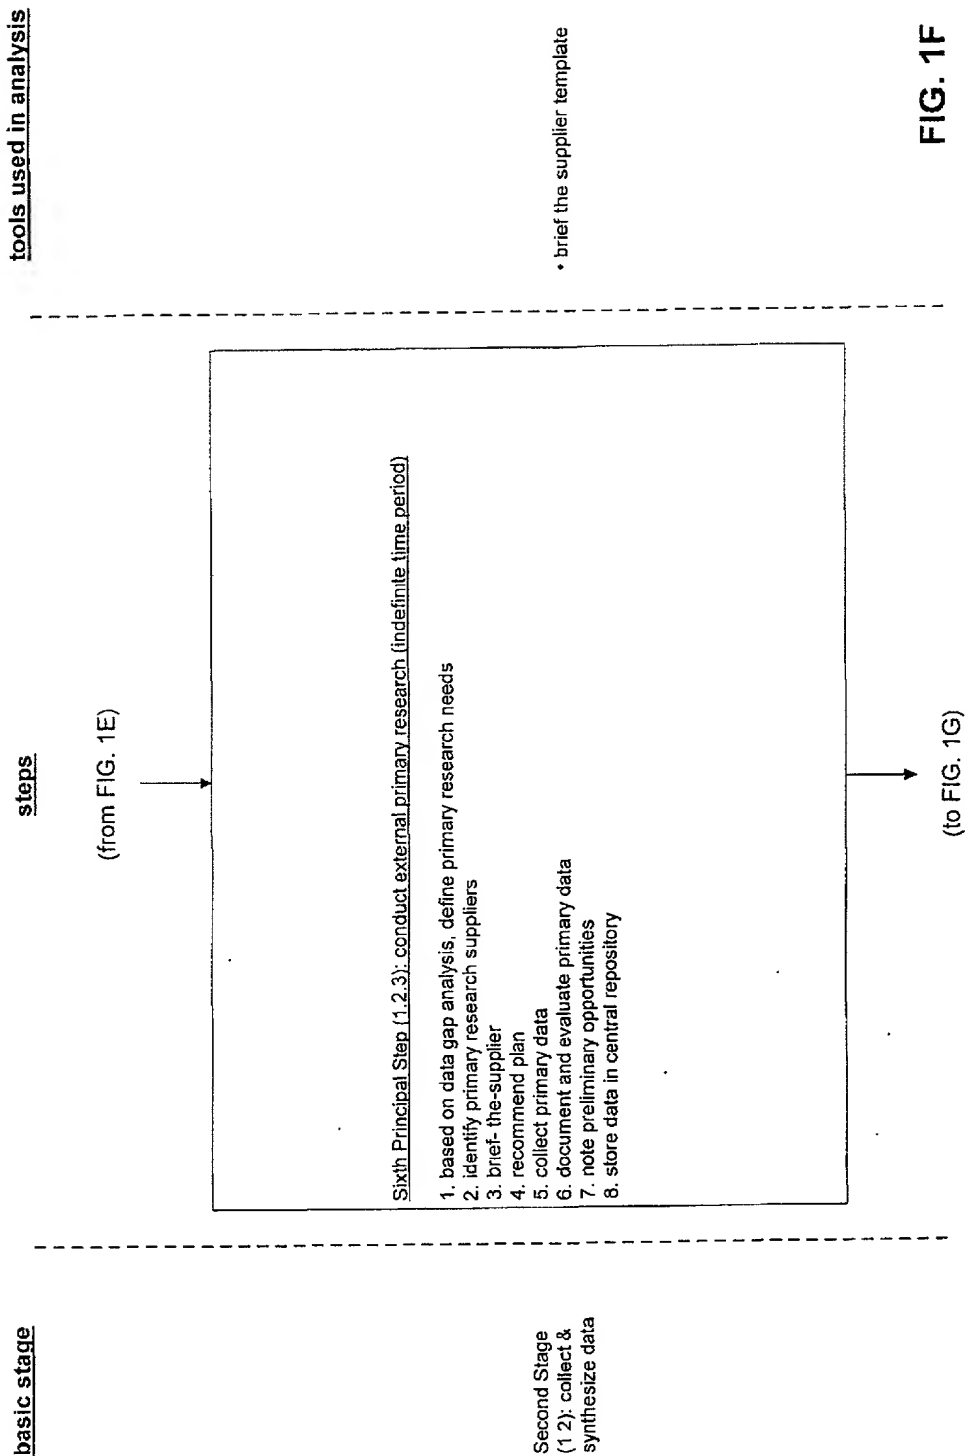 basic stage
steps
tools used in analysis
(from FIG. 1E)
Second Stage
(1 2): collect &
synthesize data
Sixth Principal Step (1.2.3): conduct external primary research (indefinite time period)
1. based on data gap analysis, define primary research needs
2. identify primary research suppliers
3. brief- the-supplier
4. recommend plan
5. collect primary data
6. document and evaluate primary data
7. note preliminary opportunities
8. store data in central repository
• brief the supplier template
(to FIG. 1G)
FIG. 1F